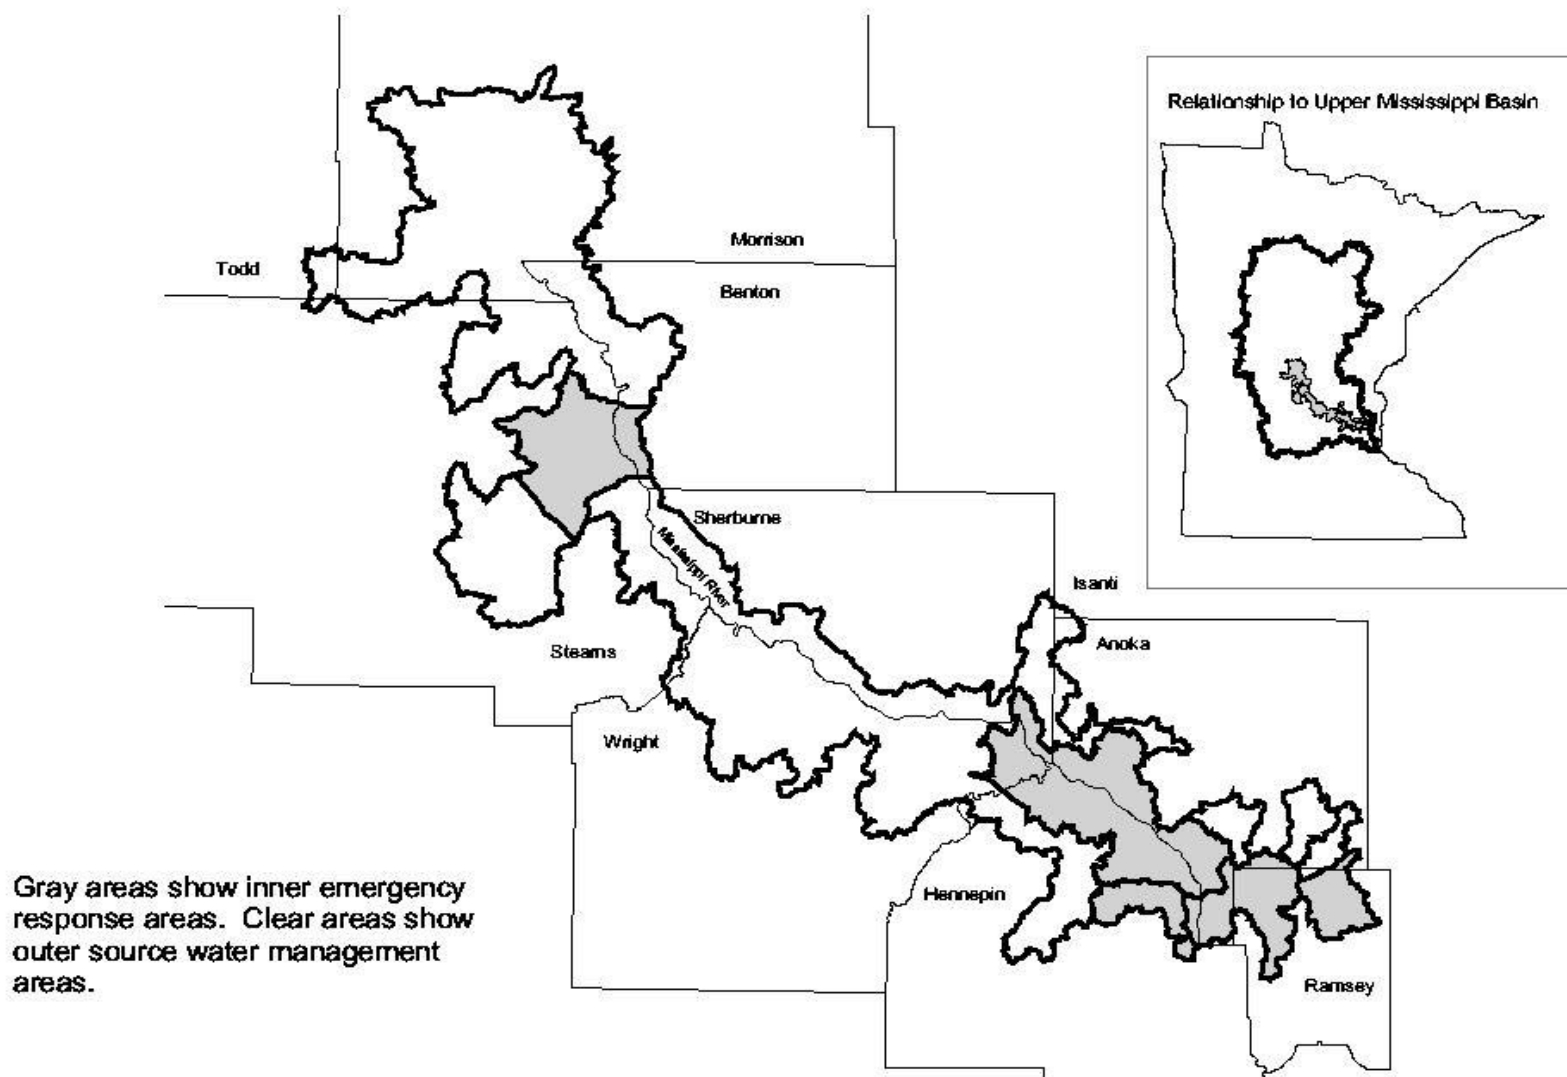 Relationship to Upper Mississippi Basin
Morrison
Todd
Benton
Sherburne
Mississippi River
Isanti
Anoka
Stearns
Wright
Hennepin
Ramsey
Gray areas show inner emergency
response areas.  Clear areas show
outer source water management
areas.